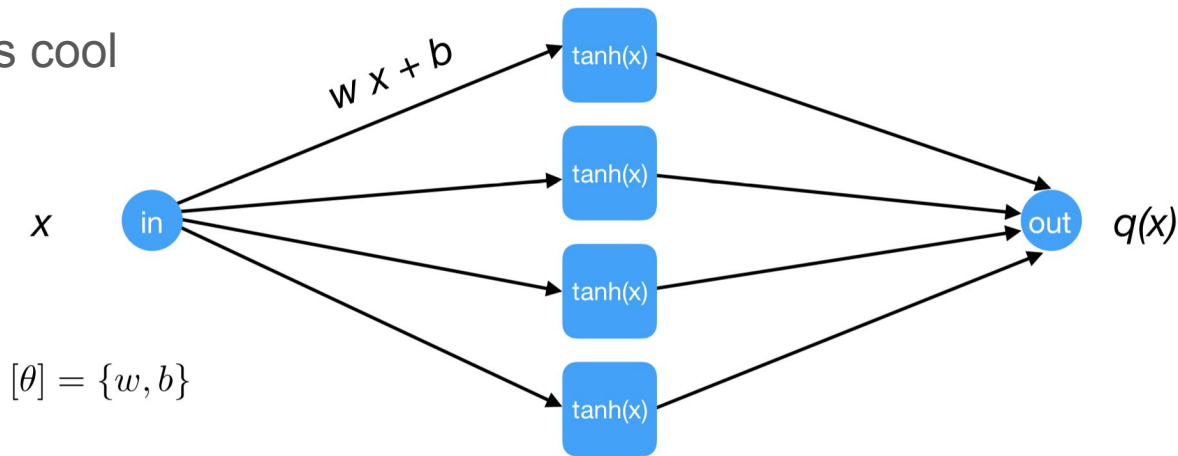 s cool
w x + b
tanh(x)
tanh(x)
x
in
out
q(x)
tanh(x)
[θ] = {w, b}
tanh(x)